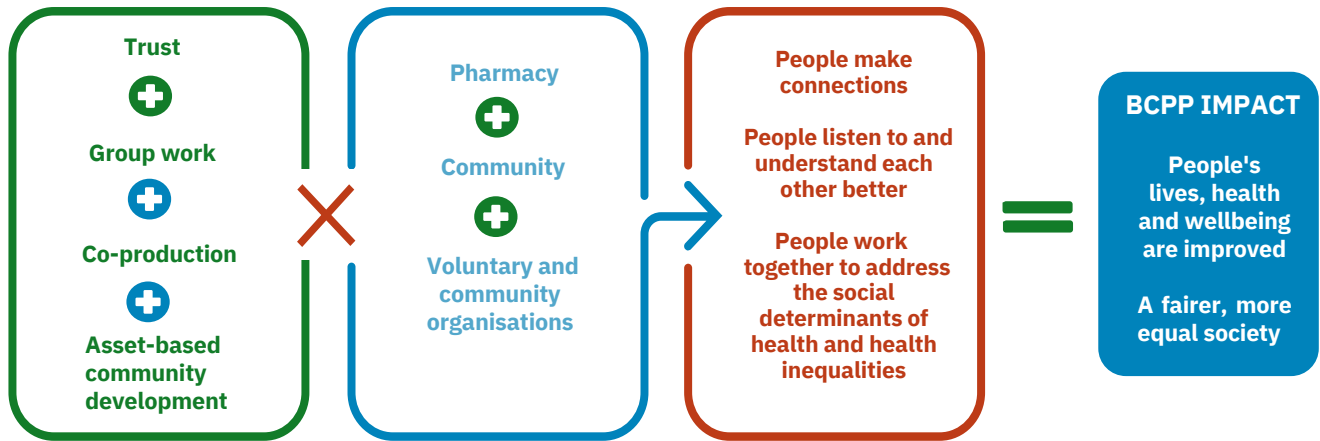 Trust
Group work
Co-production
Asset-based
community
development
Pharmacy
Community
Voluntary and
community
organisations
People make
connections
People listen to and
understand each
other better
People work
together to address
the social
determinants of
health and health
inequalities
BCPP IMPACT
People's
lives, health
and wellbeing
are improved
A fairer, more
equal society